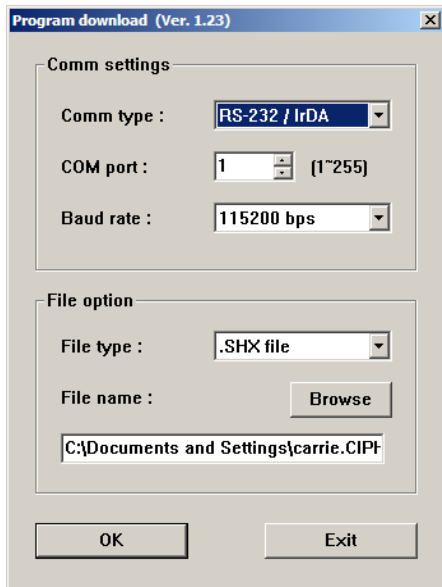 Program download (Ver. 1.23)
Comm settings
Comm type : RS-232 / IrDA
COM port : 1 (1~255)
Baud rate : 115200 bps
File option
File type : .SHX file
File name : Browse
C:\Documents and Settings\carrie.CIPH
OK Exit